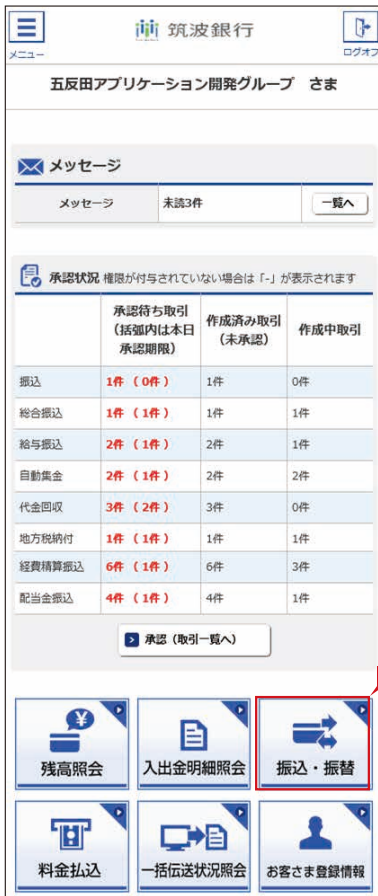 メニュー
筑波銀行
ログオフ
五反田アプリケーション開発グループ さま
メッセージ
メッセージ 未読3件 一覧へ
承認状況 権限が付与されていない場合は「-」が表示されます
承認待ち取引
(括弧内は本日
承認期限)
作成済み取引
(未承認)
作成中取引
振込 1件 ( 0件 ) 1件 0件
総合振込 1件 ( 1件 ) 1件 1件
給与振込 2件 ( 1件 ) 2件 1件
自動集金 2件 ( 1件 ) 2件 2件
代金回収 3件 ( 2件 ) 3件 0件
地方税納付 1件 ( 1件 ) 1件 1件
経費精算振込 6件 ( 1件 ) 6件 3件
配当金振込 4件 ( 1件 ) 4件 1件
承認 (取引一覧へ)
残高照会 入出金明細照会 振込・振替
料金払込 一括伝送状況照会 お客さま登録情報